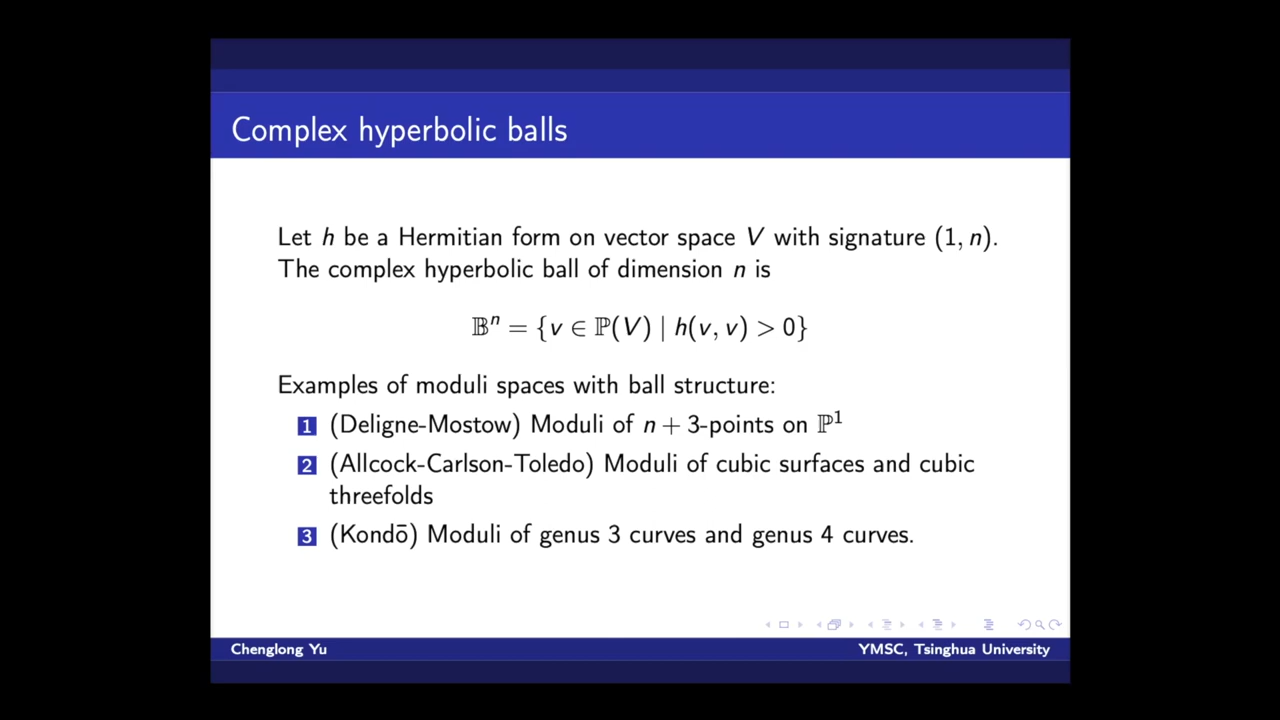 Complex hyperbolic balls
Let h be a Hermitian form on vector space V with signature (1, n).
The complex hyperbolic ball of dimension n is
𝔹ⁿ = {v ∈ ℙ(V) | h(v, v) > 0}
Examples of moduli spaces with ball structure:
1 (Deligne-Mostow) Moduli of n + 3-points on ℙ¹
2 (Allcock-Carlson-Toledo) Moduli of cubic surfaces and cubic
threefolds
3 (Kondō) Moduli of genus 3 curves and genus 4 curves.
Chenglong Yu YMSC, Tsinghua University